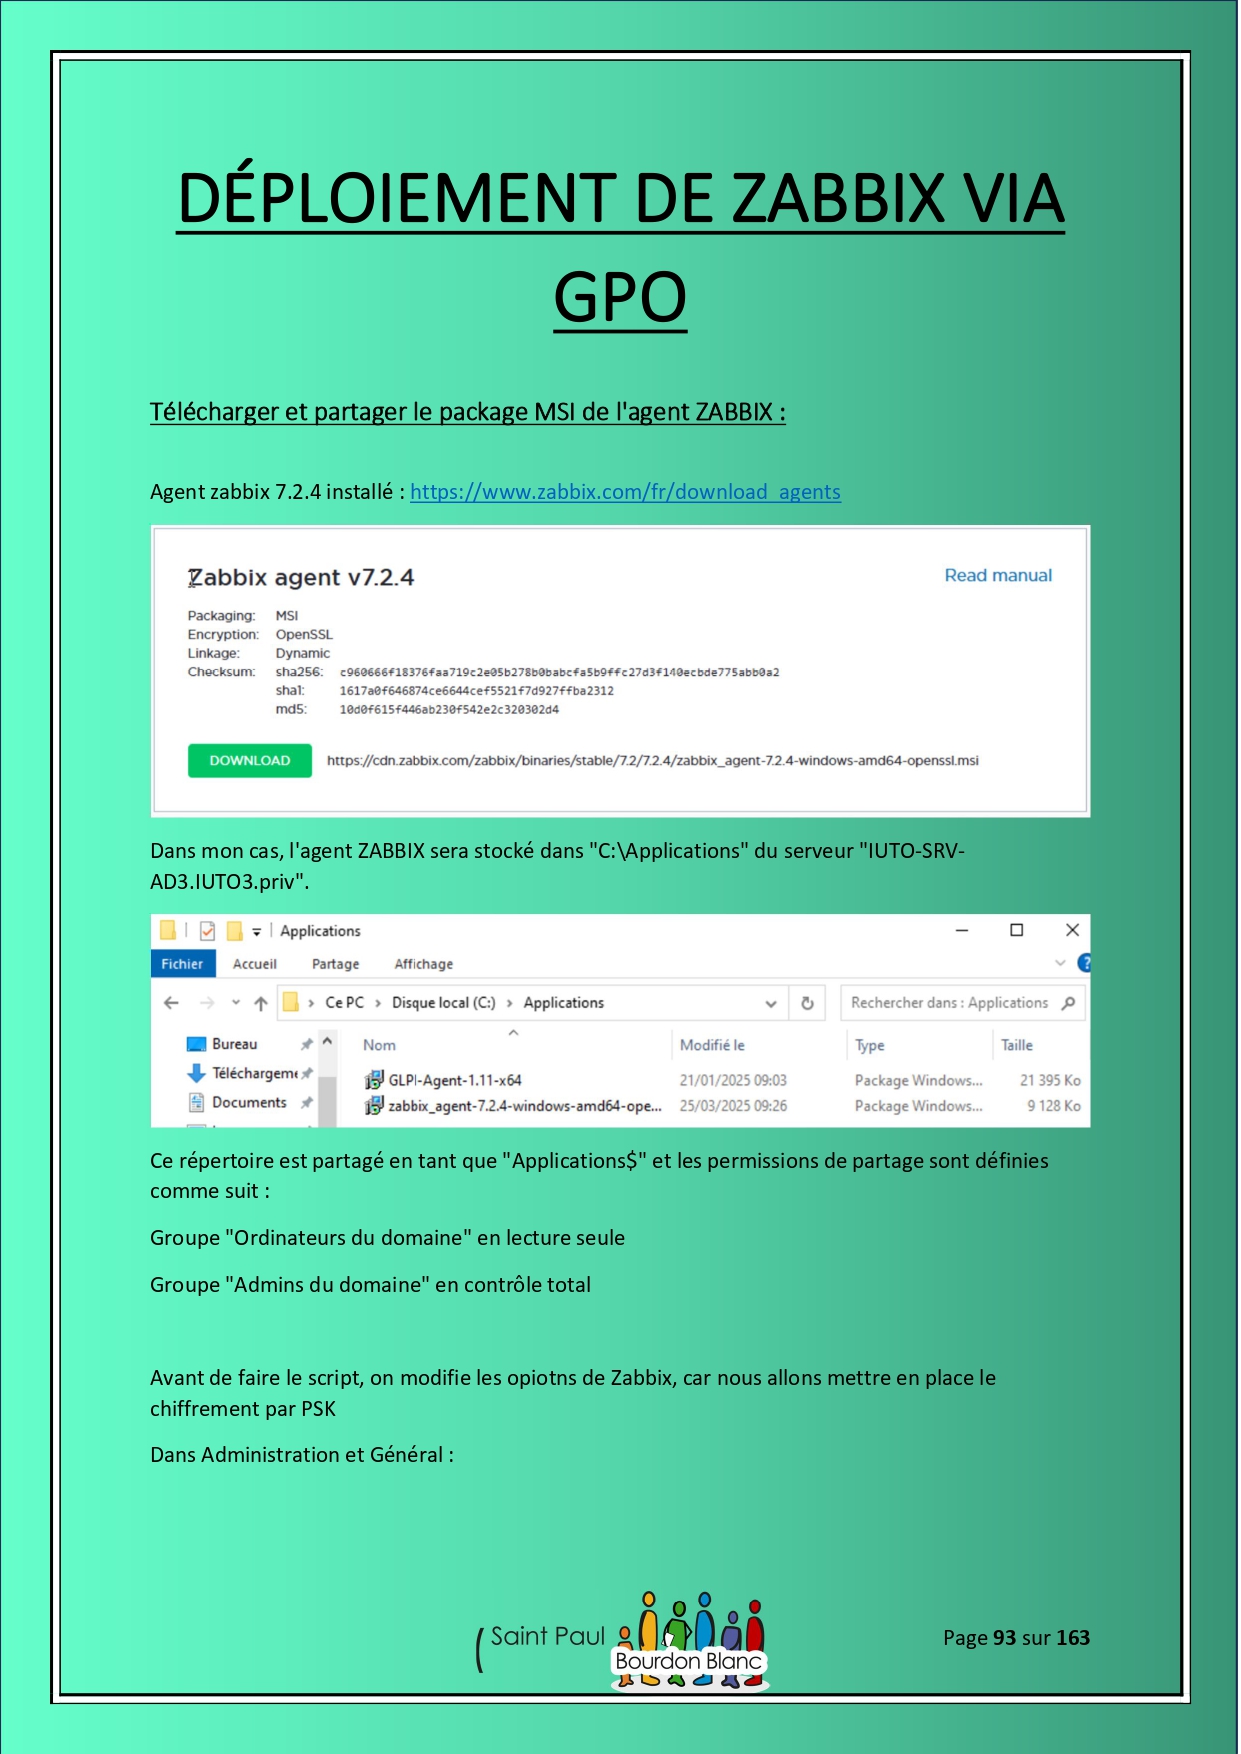 DÉPLOIEMENT DE ZABBIX VIA
GPO
Télécharger et partager le package MSI de l'agent ZABBIX :
Agent zabbix 7.2.4 installé : https://www.zabbix.com/fr/download_agents
Zabbix agent v7.2.4
Read manual
Packaging: MSI
Encryption: OpenSSL
Linkage: Dynamic
Checksum: sha256: c960666f18376faa719c2e05b278b0babcfa5b9ffc27d3f140ecbde775abb0a2
sha1: 1617a0f646874ce6644cef5521f7d927ffba2312
md5: 10d0f615f446ab230f542e2c320302d4
DOWNLOAD https://cdn.zabbix.com/zabbix/binaries/stable/7.2/7.2.4/zabbix_agent-7.2.4-windows-amd64-openssl.msi
Dans mon cas, l'agent ZABBIX sera stocké dans "C:\Applications" du serveur "IUTO-SRV-
AD3.IUTO3.priv".
Applications
Fichier Accueil Partage Affichage
Ce PC > Disque local (C:) > Applications
Rechercher dans : Applications
Bureau
Nom Modifié le Type Taille
Téléchargeme
GLPI-Agent-1.11-x64 21/01/2025 09:03 Package Windows... 21 395 Ko
Documents
zabbix_agent-7.2.4-windows-amd64-ope... 25/03/2025 09:26 Package Windows... 9 128 Ko
Ce répertoire est partagé en tant que "Applications$" et les permissions de partage sont définies
comme suit :
Groupe "Ordinateurs du domaine" en lecture seule
Groupe "Admins du domaine" en contrôle total
Avant de faire le script, on modifie les opiotns de Zabbix, car nous allons mettre en place le
chiffrement par PSK
Dans Administration et Général :
Saint Paul
Bourdon Blanc
Page 93 sur 163